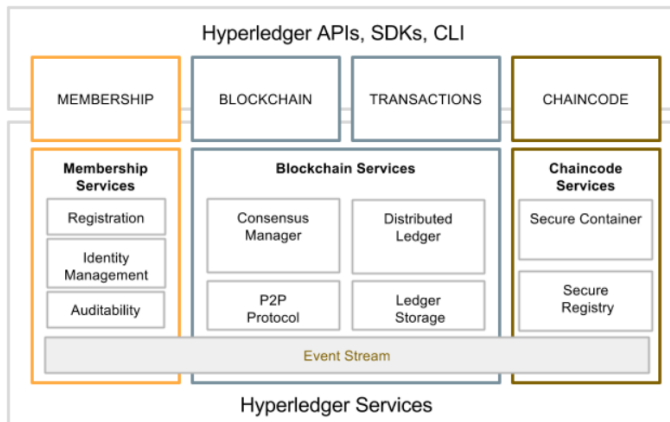 Hyperledger APIs, SDKs, CLI
MEMBERSHIP
BLOCKCHAIN
TRANSACTIONS
CHAINCODE
Membership
Services
Registration
Identity
Management
Auditability
Blockchain Services
Consensus
Manager
Distributed
Ledger
P2P
Protocol
Ledger
Storage
Chaincode
Services
Secure Container
Secure
Registry
Event Stream
Hyperledger Services